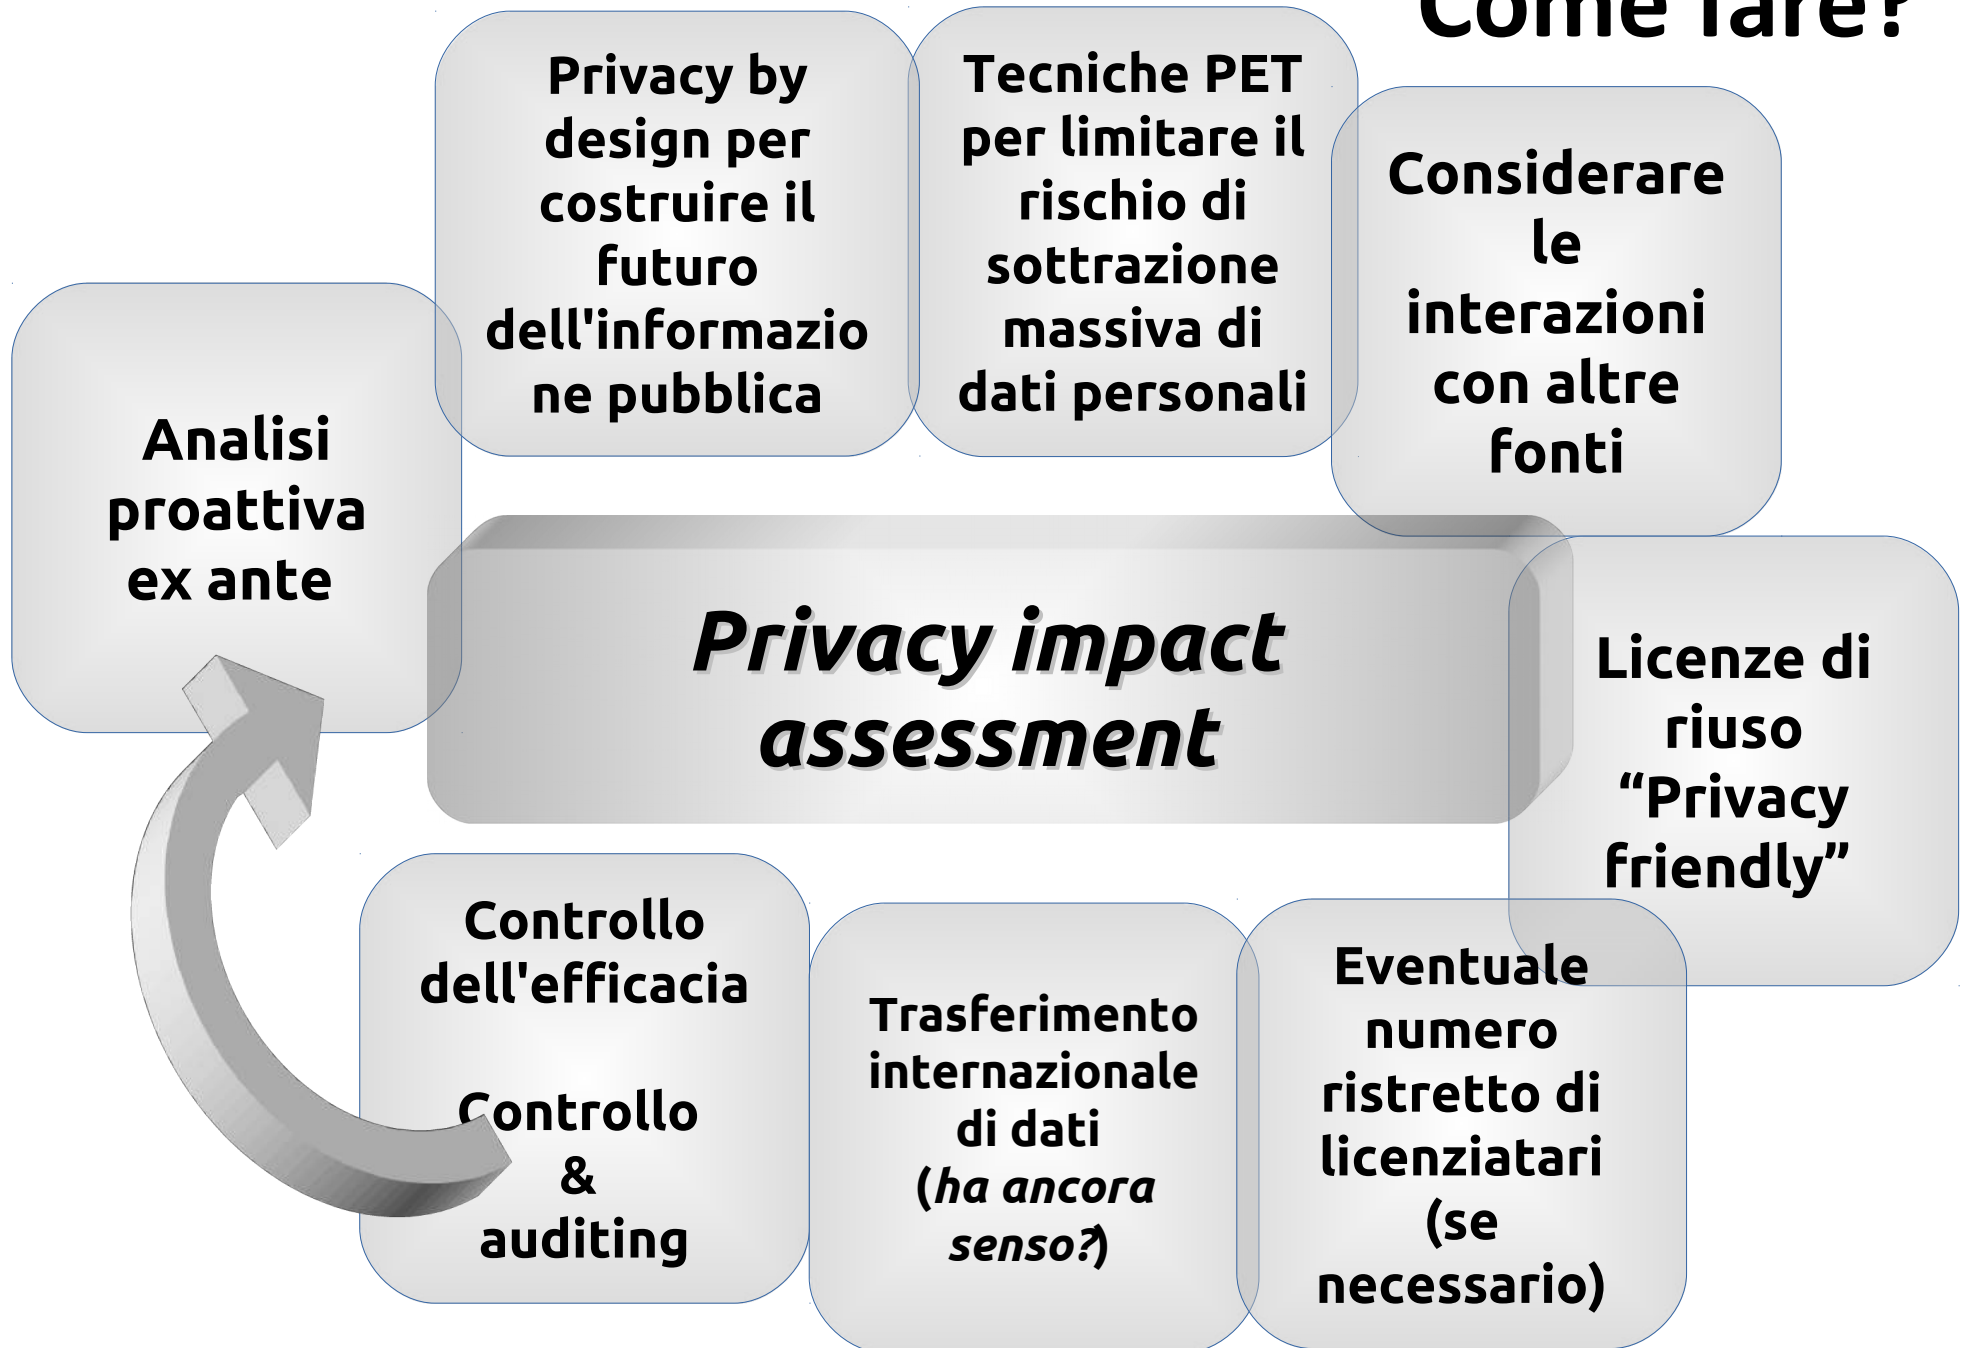 Come fare?
Privacy by
design per
costruire il
futuro
dell'informazio
ne pubblica
Tecniche PET
per limitare il
rischio di
sottrazione
massiva di
dati personali
Considerare
le
interazioni
con altre
fonti
Analisi
proattiva
ex ante
Privacy impact
assessment
Licenze di
riuso
“Privacy
friendly”
Controllo
dell'efficacia
Controllo
&
auditing
Trasferimento
internazionale
di dati
(ha ancora
senso?)
Eventuale
numero
ristretto di
licenziatari
(se
necessario)